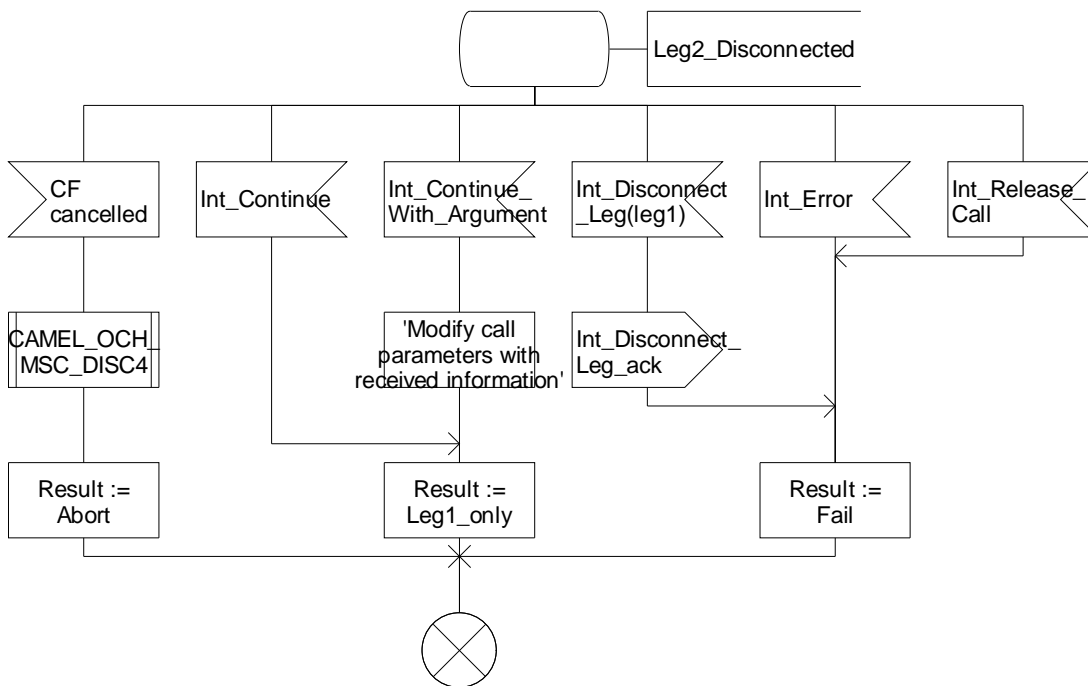 Leg2_Disconnected
CF
cancelled
Int_Continue
Int_Continue_
With_Argument
Int_Disconnect
_Leg(leg1)
Int_Error
Int_Release_
Call
CAMEL_OCH_
MSC_DISC4
'Modify call
parameters with
received information'
Int_Disconnect_
Leg_ack
Result :=
Abort
Result :=
Leg1_only
Result :=
Fail